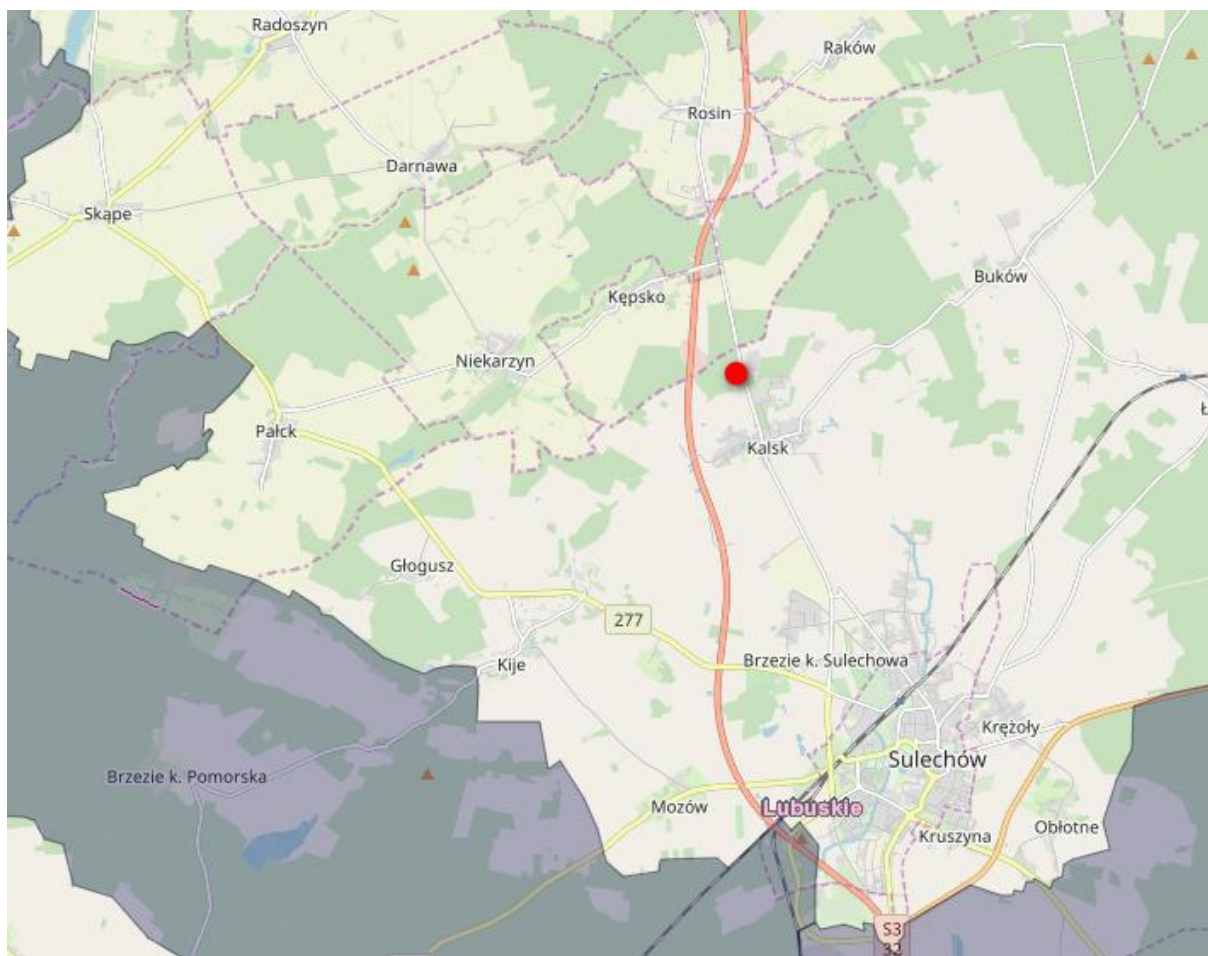 Radoszyn
Raków
Rosin
Darnawa
Skąpe
Buków
Kępsko
Niekarzyn
Pałck
Kalsk
Głogusz
277
Kije
Brzezie k. Sulechowa
Krężoły
Sulechów
Brzezie k. Pomorska
Mozów
Lubuskie
Obłotne
Kruszyna
S3
32